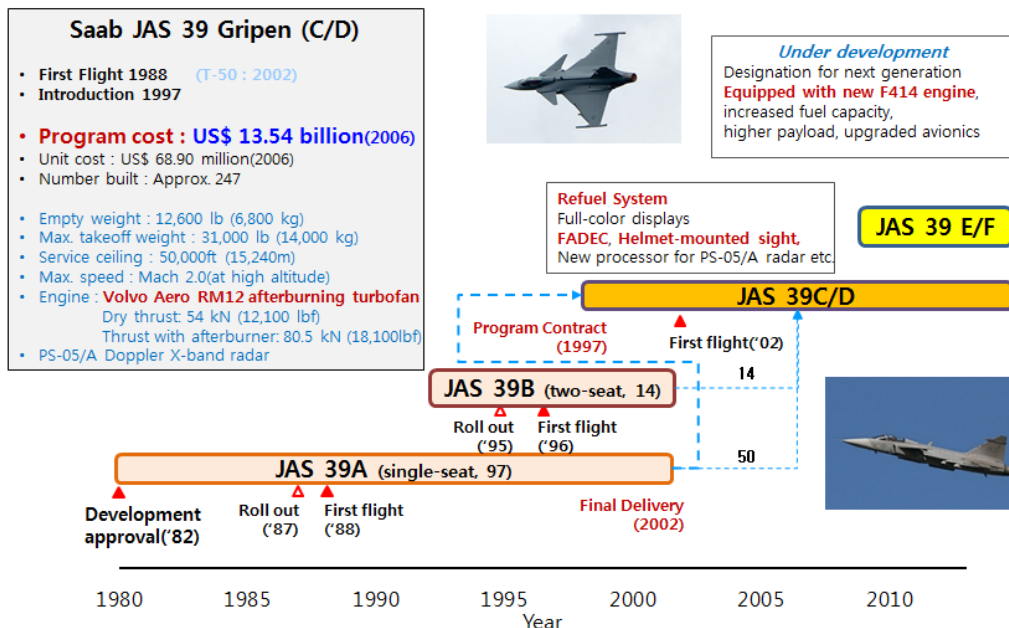 Saab JAS 39 Gripen (C/D)
• First Flight 1988 (T-50 : 2002)
• Introduction 1997
• Program cost : US$ 13.54 billion(2006)
• Unit cost : US$ 68.90 million(2006)
• Number built : Approx. 247
• Empty weight : 12,600 lb (6,800 kg)
• Max. takeoff weight : 31,000 lb (14,000 kg)
• Service ceiling : 50,000ft (15,240m)
• Max. speed : Mach 2.0(at high altitude)
• Engine : Volvo Aero RM12 afterburning turbofan
Dry thrust: 54 kN (12,100 lbf)
Thrust with afterburner: 80.5 kN (18,100lbf)
• PS-05/A Doppler X-band radar
Under development
Designation for next generation
Equipped with new F414 engine,
increased fuel capacity,
higher payload, upgraded avionics
Refuel System
Full-color displays
FADEC, Helmet-mounted sight,
New processor for PS-05/A radar etc.
JAS 39 E/F
JAS 39C/D
Program Contract
(1997)
First flight('02)
14
JAS 39B (two-seat, 14)
Roll out
('95)
First flight
('96)
50
JAS 39A (single-seat, 97)
Development
approval('82)
Roll out
('87)
First flight
('88)
Final Delivery
(2002)
1980 1985 1990 1995 2000 2005 2010
Year